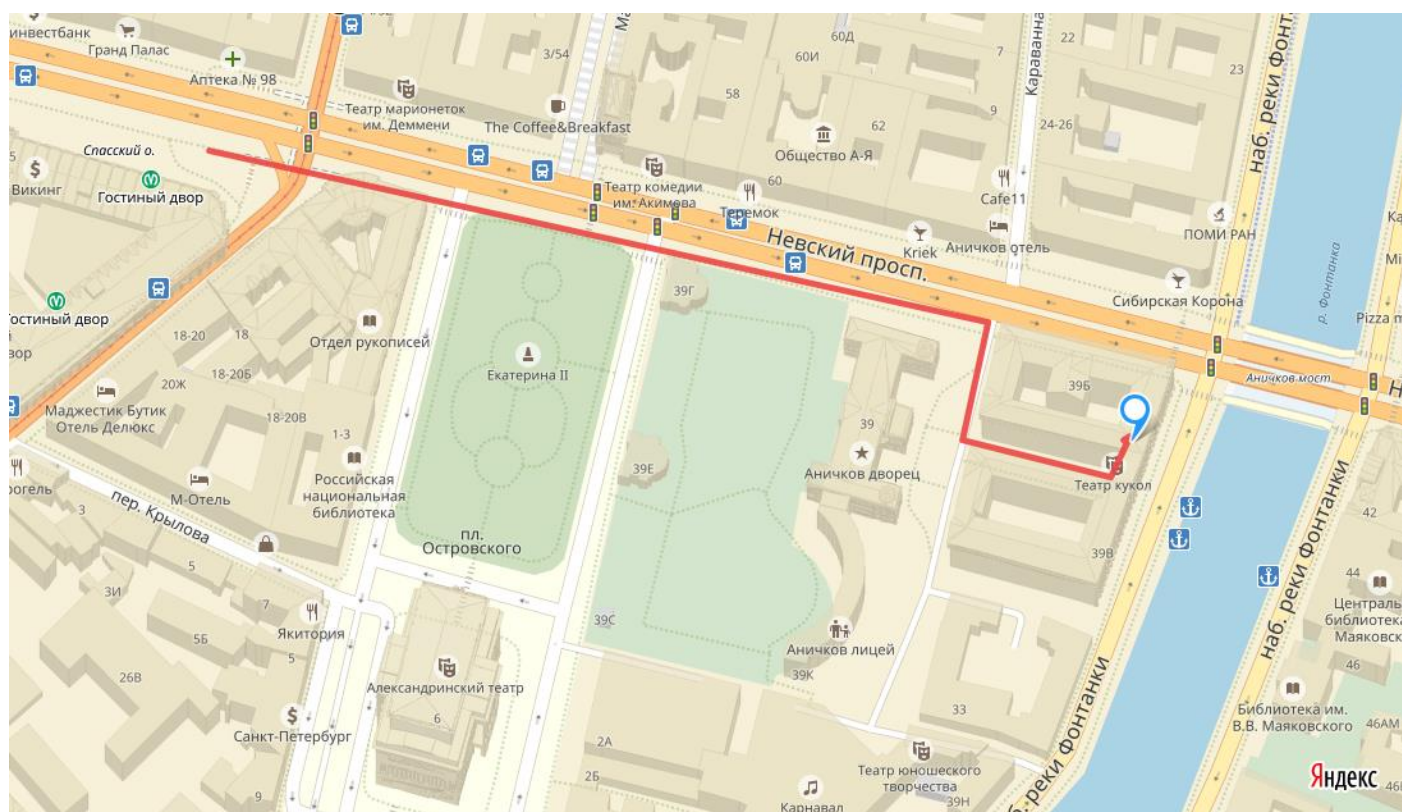 инвестбанк
Гранд Палас
Аптека № 98
3/54
Театр марионеток
им. Деммени
The Coffee&Breakfast
58
60И
60Д
62
7
9
Караванна
22
24-26
23
наб. реки Фонта
Общество А-Я
60
Театр комедии
им. Акимова
Теремок
Невский просп.
Kriek
Cafe11
Аничков отель
ПОМИ РАН
Сибирская Корона
р. Фонтанка
Pizza m
Аничков мост
Н
Спасский о.
5
Викинг
Гостиный двор
Гостиный двор
18-20
18
18-20Б
20Ж
18-20В
1-3
Отдел рукописей
Маджестик Бутик
Отель Делюкс
М-Отель
Российская
национальная
библиотека
Екатерина II
39Г
39Е
39
Аничков дворец
39Б
Театр кукол
39В
пер. Крылова
3
3И
5
5Б
7
5
26В
9
Якитория
Санкт-Петербург
пл.
Островского
Александринский театр
6
39С
2А
2Б
39К
Аничков лицей
33
Театр юношеского
творчества
39Н
Карнавал
наб. реки Фонтанки
наб. реки Фонтанки
42
44
Централь
библиотека
Маяковск
46
Библиотека им.
В.В. Маяковского
46АМ
Яндекс